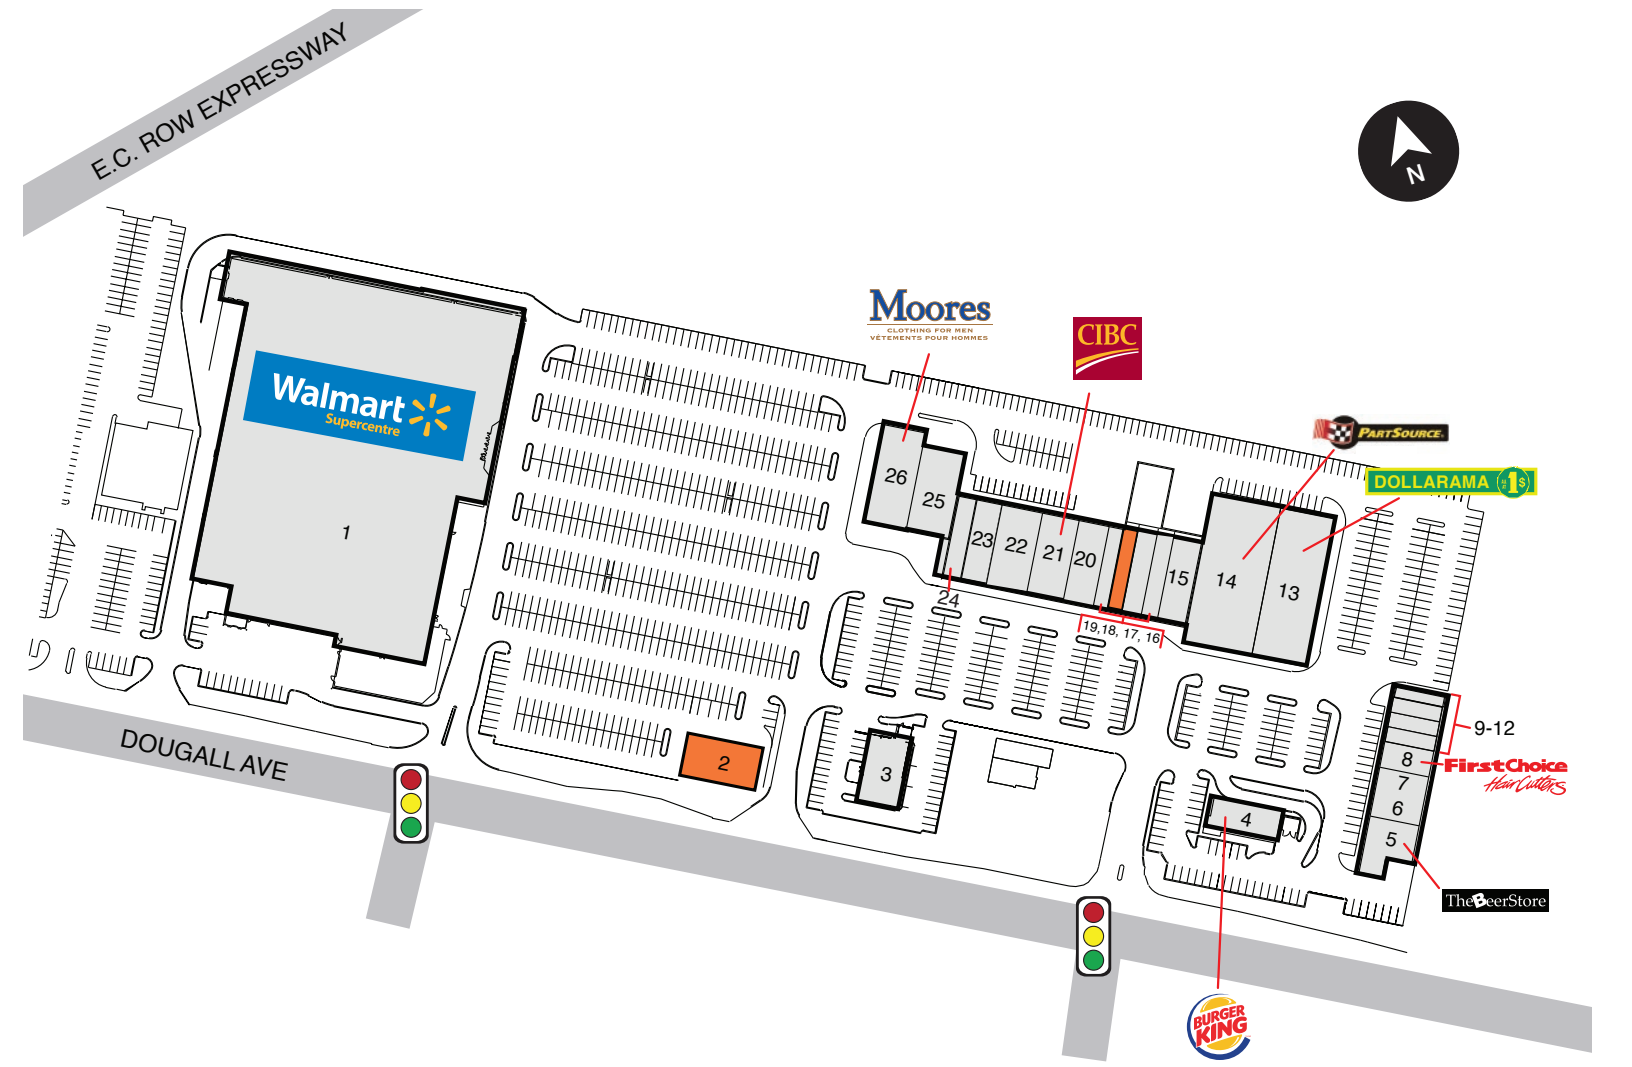 E.C. ROW EXPRESSWAY
N
Moores
CLOTHING FOR MEN
VÊTEMENTS POUR HOMMES
CIBC
Walmart
Supercentre
PARTSOURCE
DOLLARAMA 1$
1
26
25
24
23
22
21
20
19,18, 17, 16
15
14
13
9-12
8
FirstChoice
HairCutters
7
6
5
TheBeerStore
2
3
4
DOUGALL AVE
BURGER
KING